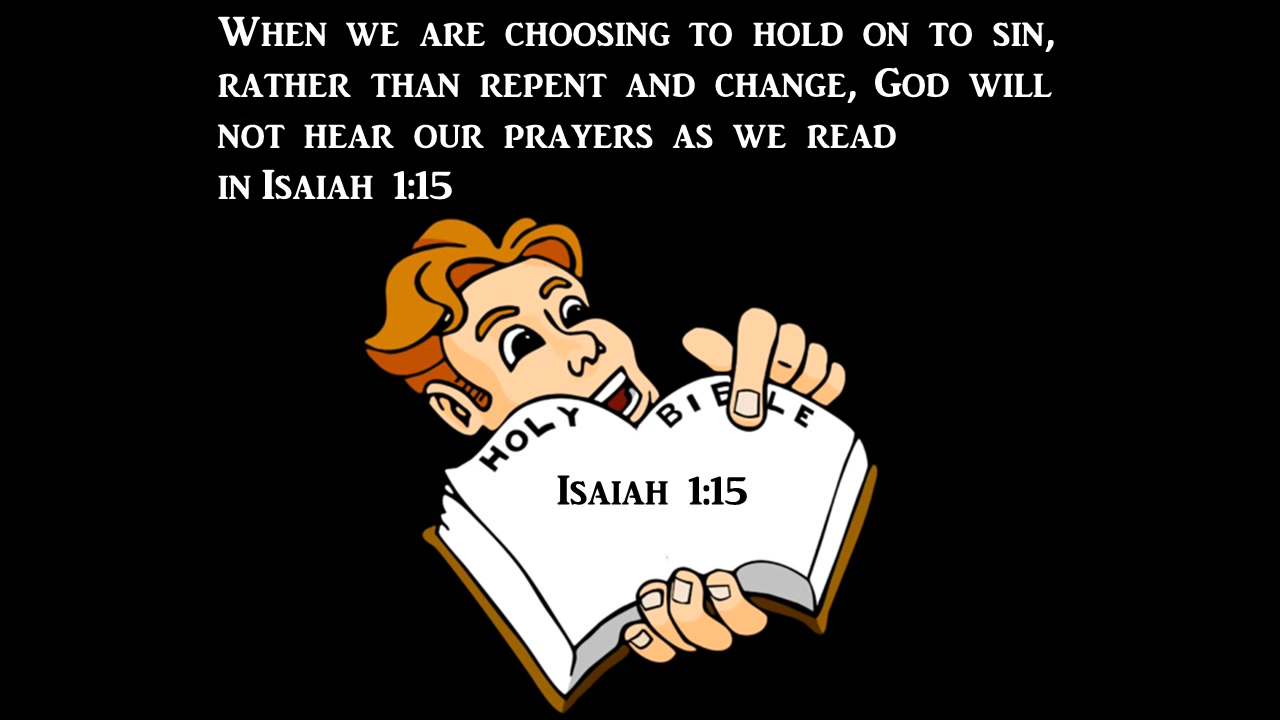 When we are choosing to hold on to sin,
rather than repent and change, God will
not hear our prayers as we read
in Isaiah 1:15
HOLY BIBLE
Isaiah 1:15